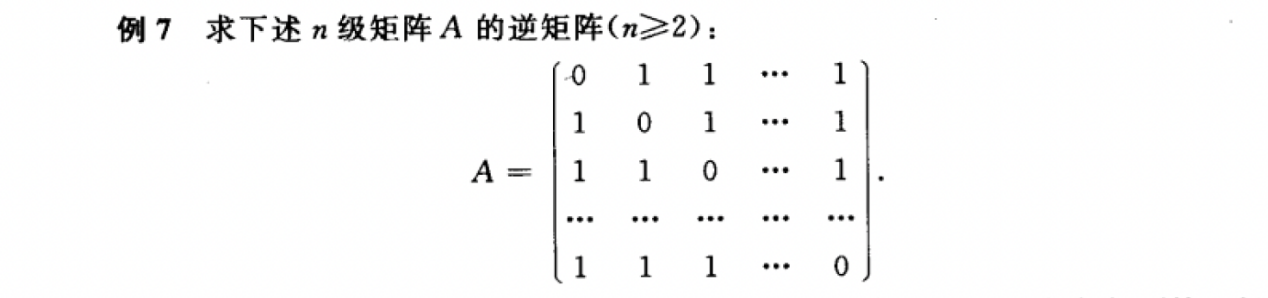 例 7 求下述 n 级矩阵 A 的逆矩阵(n⩾2)：
0 1 1 … 1
1 0 1 … 1
A = 1 1 0 … 1 .
… … … … …
1 1 1 … 0